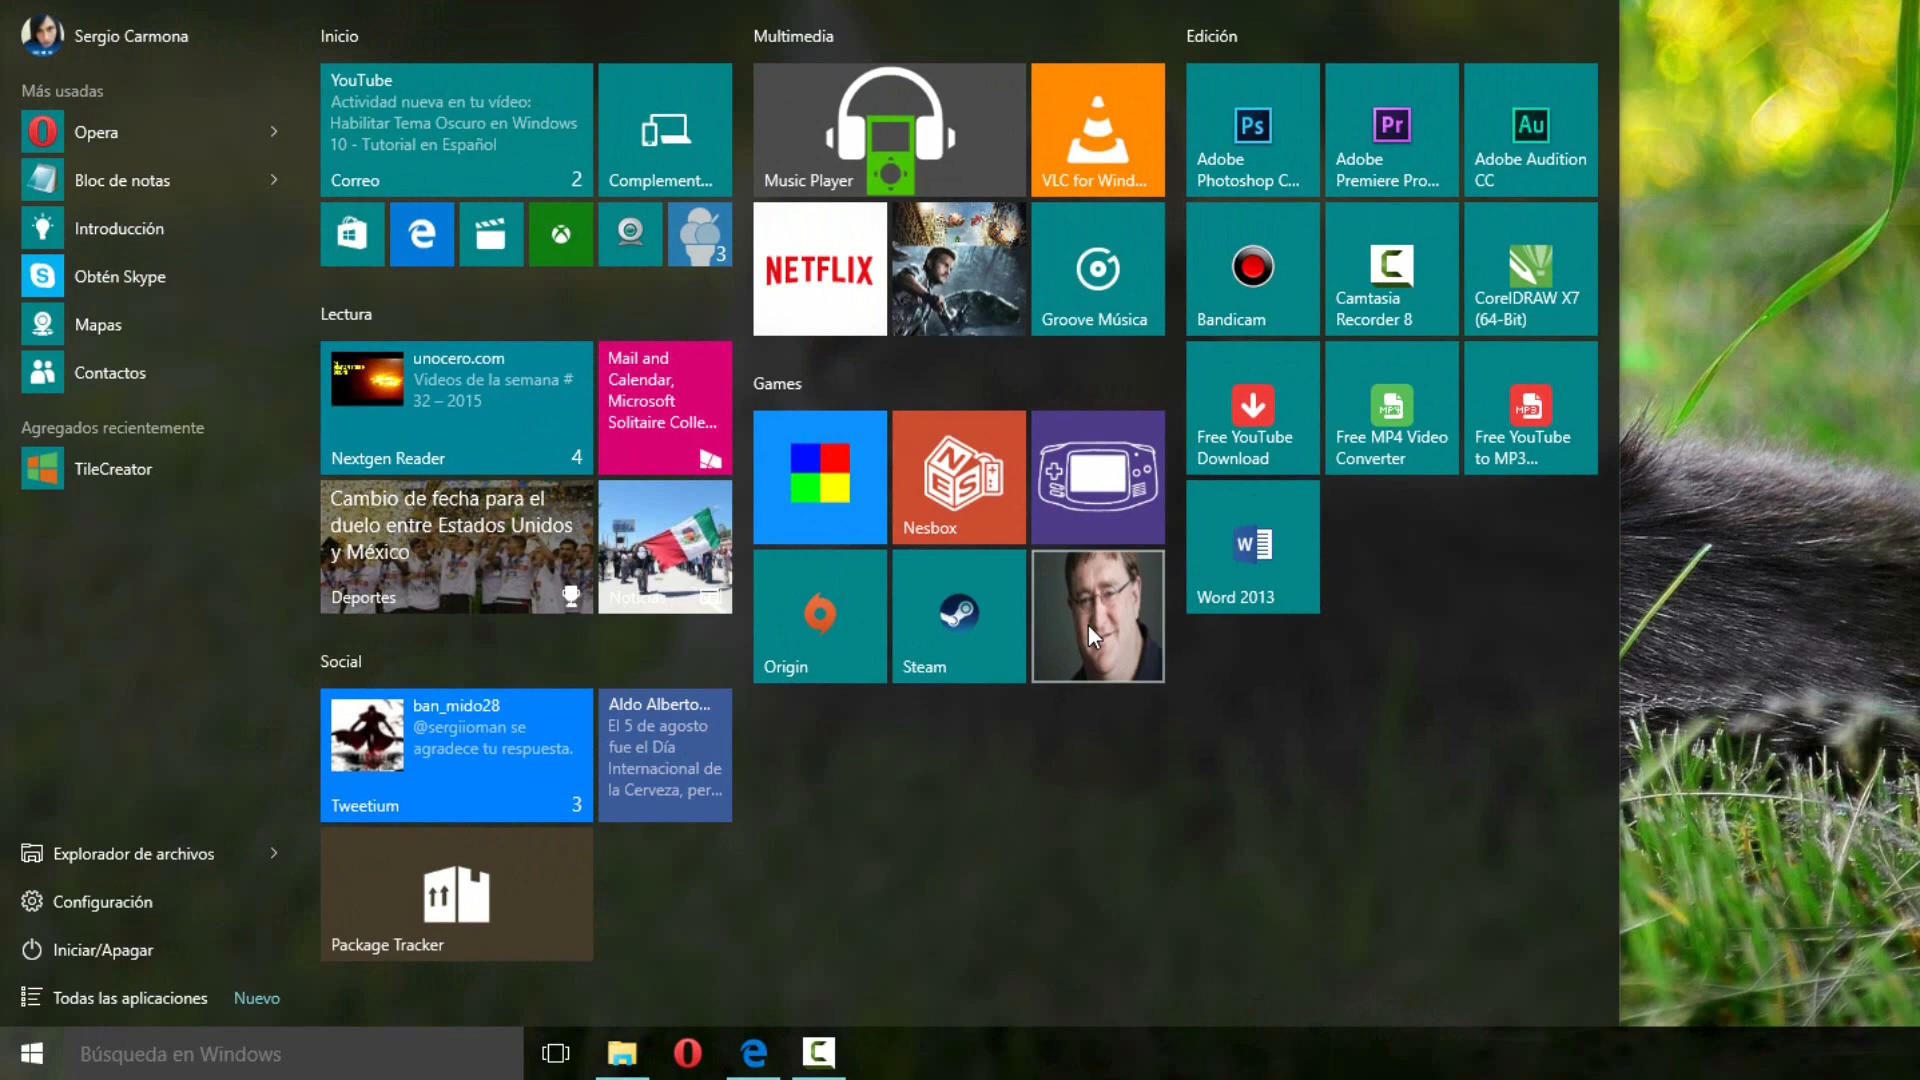 Sergio Carmona
Más usadas
Opera
Bloc de notas
Introducción
Obtén Skype
Mapas
Contactos
Agregados recientemente
TileCreator
Explorador de archivos
Configuración
Iniciar/Apagar
Todas las aplicaciones Nuevo
Inicio
YouTube
Actividad nueva en tu vídeo:
Habilitar Tema Oscuro en Windows
10 - Tutorial en Español
Correo 2
Complement...
3
Lectura
unocero.com
Videos de la semana #
32 – 2015
Nextgen Reader 4
Mail and
Calendar,
Microsoft
Solitaire Colle...
Cambio de fecha para el
duelo entre Estados Unidos
y México
Deportes
Noticias
Social
ban_mido28
@sergiioman se
agradece tu respuesta.
Tweetium 3
Aldo Alberto...
El 5 de agosto
fue el Día
Internacional de
la Cerveza, per...
Package Tracker
Multimedia
Music Player
VLC for Wind...
NETFLIX
Groove Música
Games
NES
Nesbox
Origin
Steam
Edición
Ps
Adobe
Photoshop C...
Pr
Adobe
Premiere Pro...
Au
Adobe Audition
CC
Bandicam
C
Camtasia
Recorder 8
CorelDRAW X7
(64-Bit)
Free YouTube
Download
MP4
Free MP4 Video
Converter
MP3
Free YouTube
to MP3...
W
Word 2013
Búsqueda en Windows